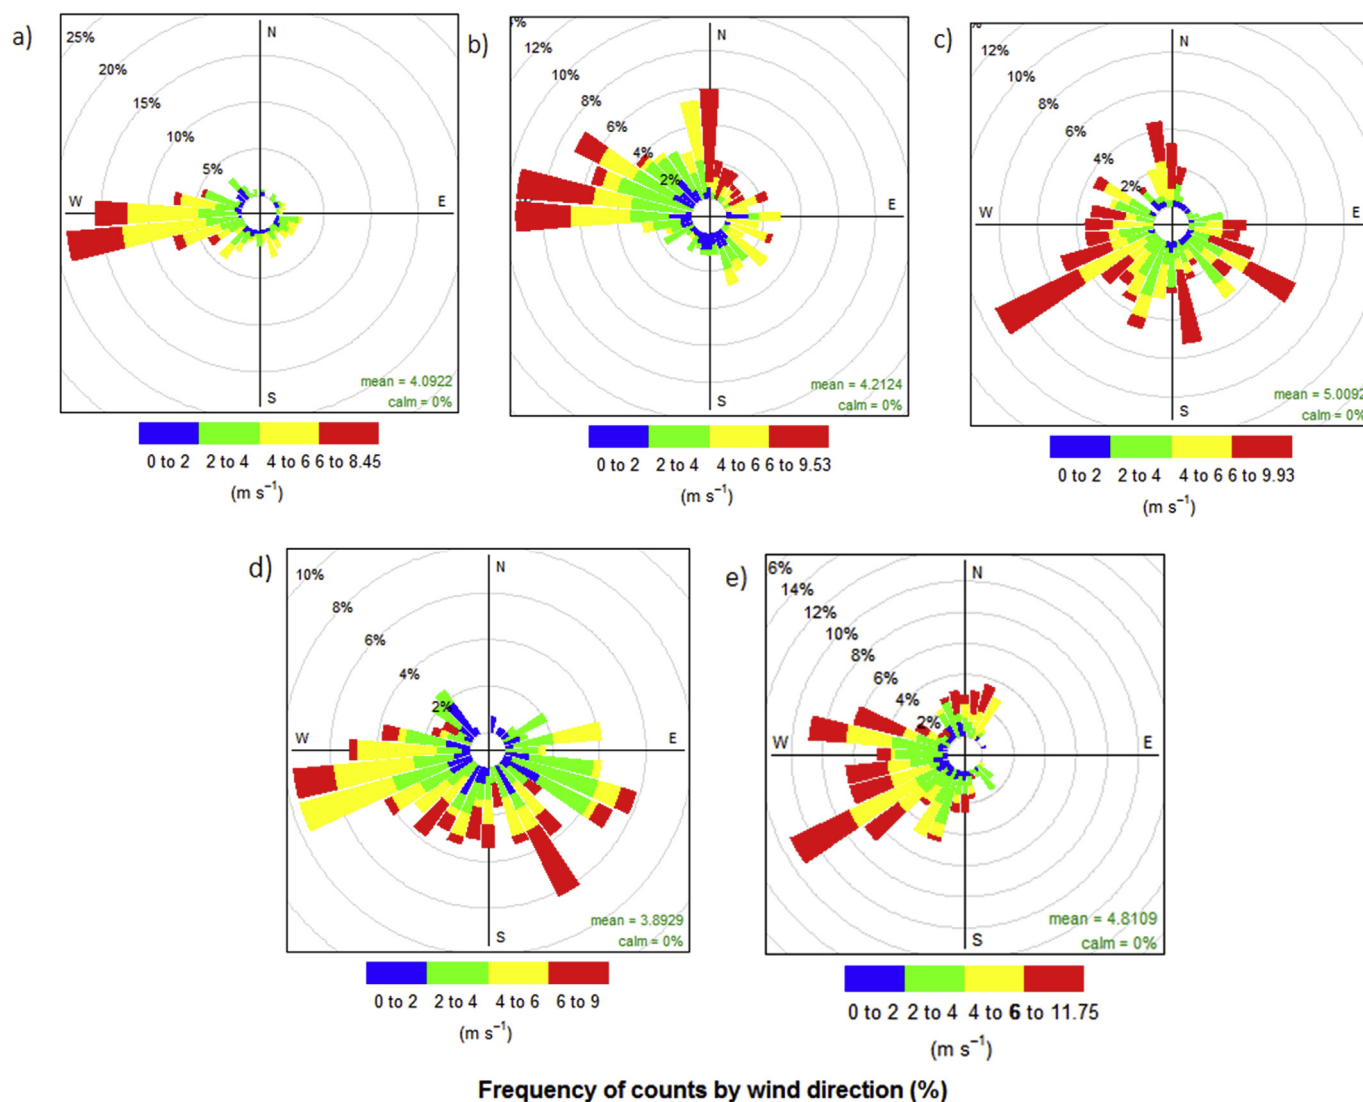 a)
25%
20%
15%
10%
5%
N
W
E
S
mean = 4.0922
calm = 0%
0 to 2 2 to 4 4 to 6 6 to 8.45
(m s⁻¹)
b)
12%
10%
8%
6%
4%
2%
N
E
S
mean = 4.2124
calm = 0%
0 to 2 2 to 4 4 to 6 6 to 9.53
(m s⁻¹)
c)
12%
10%
8%
6%
4%
2%
N
W
E
S
mean = 5.0092
calm = 0%
0 to 2 2 to 4 4 to 6 6 to 9.93
(m s⁻¹)
d)
10%
8%
6%
4%
2%
N
W
E
S
mean = 3.8929
calm = 0%
0 to 2 2 to 4 4 to 6 6 to 9
(m s⁻¹)
e)
6%
14%
12%
10%
8%
6%
4%
2%
N
W
E
S
mean = 4.8109
calm = 0%
0 to 2 2 to 4 4 to 6 to 11.75
(m s⁻¹)
Frequency of counts by wind direction (%)